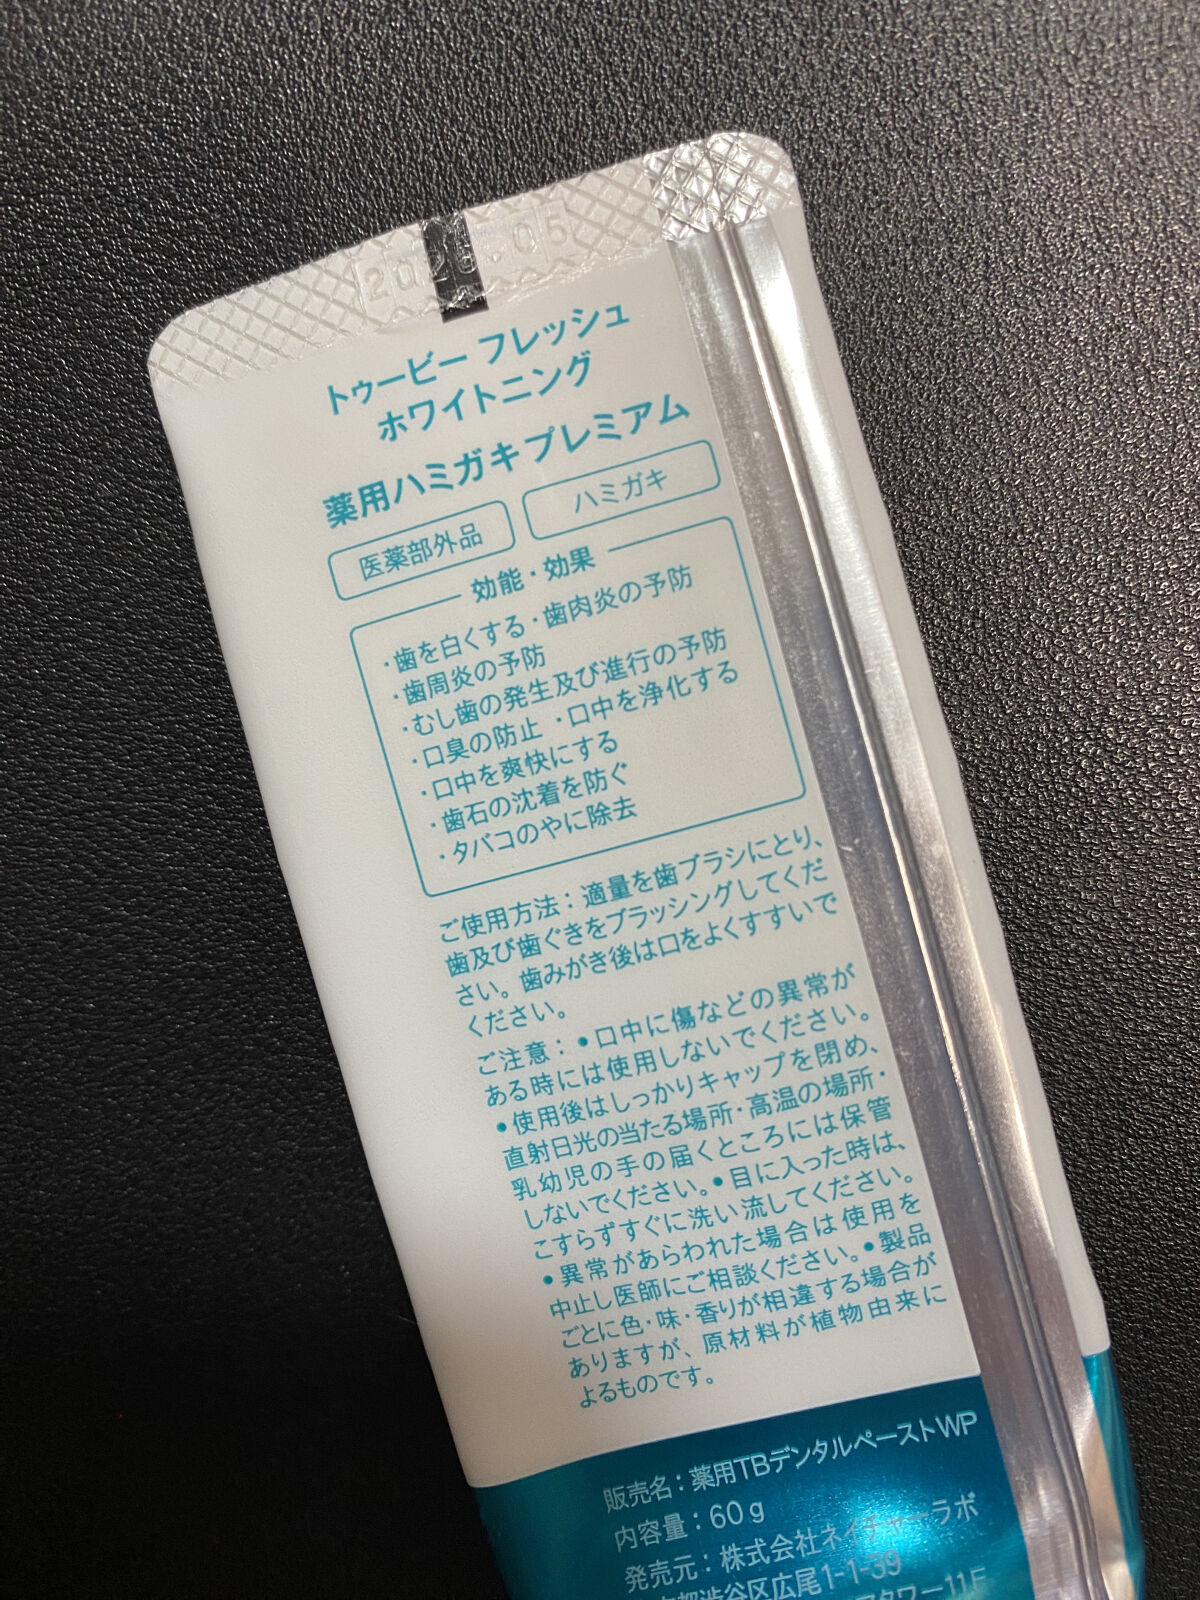 2026.05
トゥービー フレッシュ
ホワイトニング
薬用ハミガキプレミアム
医薬部外品 ハミガキ
効能・効果
・歯を白くする・歯肉炎の予防
・歯周炎の予防
・むし歯の発生及び進行の予防
・口臭の防止 ・口中を浄化する
・口中を爽快にする
・歯石の沈着を防ぐ
・タバコのやに除去
ご使用方法：適量を歯ブラシにとり、
歯及び歯ぐきをブラッシングしてくだ
さい。歯みがき後は口をよくすすいで
ください。
ご注意：●口中に傷などの異常が
ある時には使用しないでください。
●使用後はしっかりキャップを閉め、
直射日光の当たる場所・高温の場所・
乳幼児の手の届くところには保管
しないでください。●目に入った時は、
こすらずすぐに洗い流してください。
●異常があらわれた場合は使用を
中止し医師にご相談ください。●製品
ごとに色・味・香りが相違する場合が
ありますが、原材料が植物由来に
よるものです。
販売名：薬用TBデンタルペーストWP
内容量：60g
発売元：株式会社ネイチャーラボ
都渋谷区広尾1-1-39
タワー11F